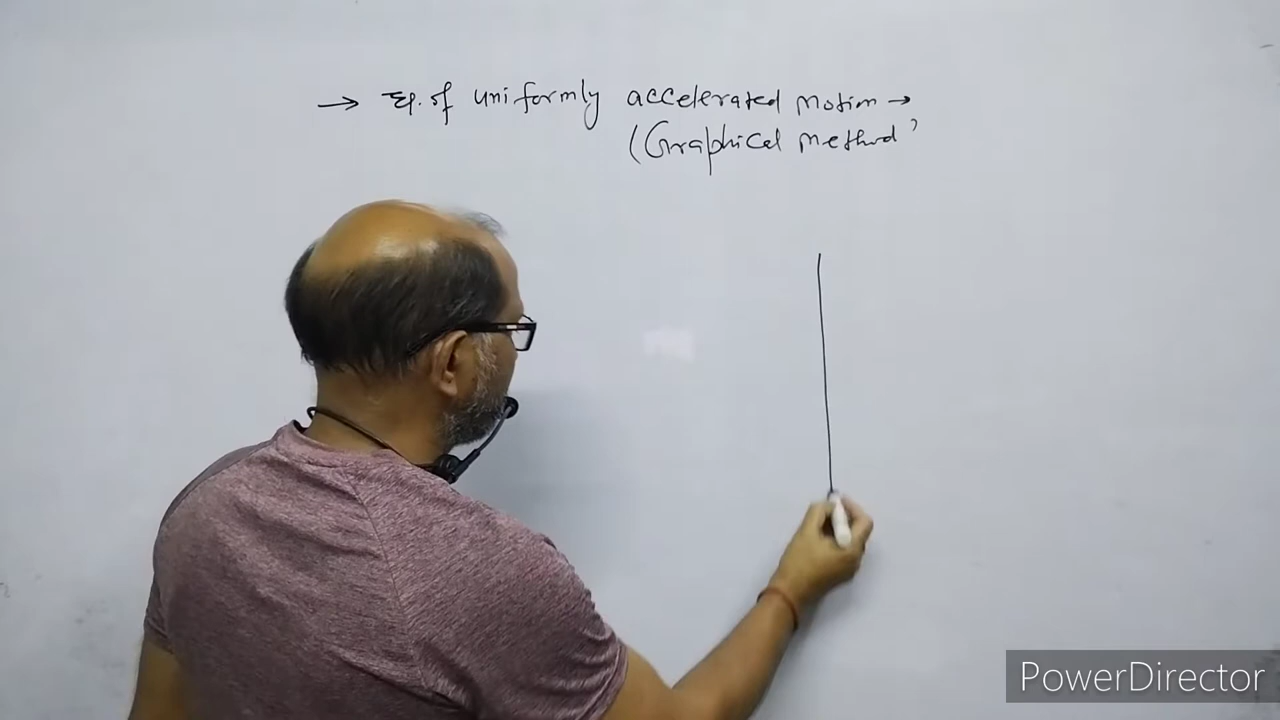 → Eq. of uniformly accelerated motion →
(Graphical method)
PowerDirector